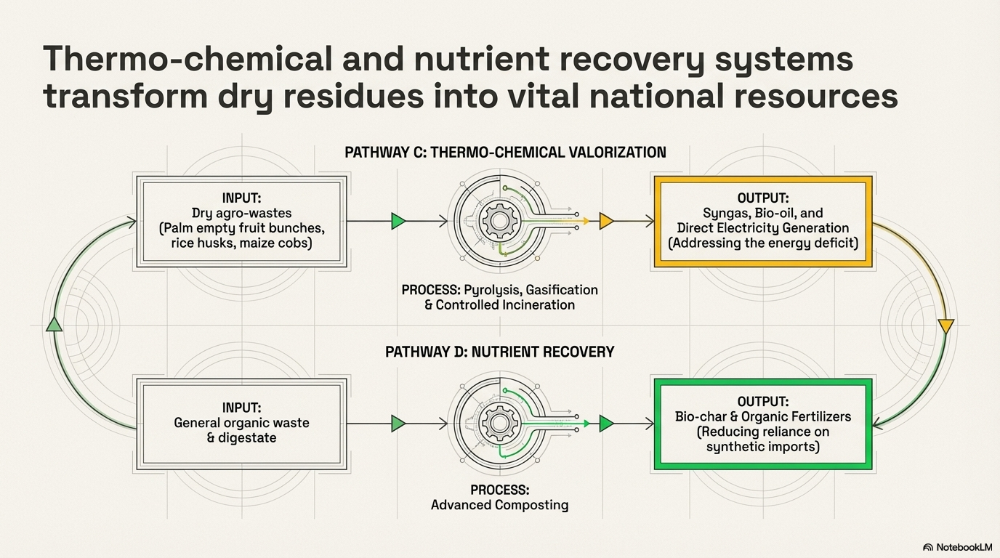 Thermo-chemical and nutrient recovery systems
transform dry residues into vital national resources
PATHWAY C: THERMO-CHEMICAL VALORIZATION
INPUT:
Dry agro-wastes
(Palm empty fruit bunches,
rice husks, maize cobs)
PROCESS: Pyrolysis, Gasification
& Controlled Incineration
OUTPUT:
Syngas, Bio-oil, and
Direct Electricity Generation
(Addressing the energy deficit)
PATHWAY D: NUTRIENT RECOVERY
INPUT:
General organic waste
& digestate
PROCESS:
Advanced Composting
OUTPUT:
Bio-char & Organic Fertilizers
(Reducing reliance on
synthetic imports)
NotebookLM